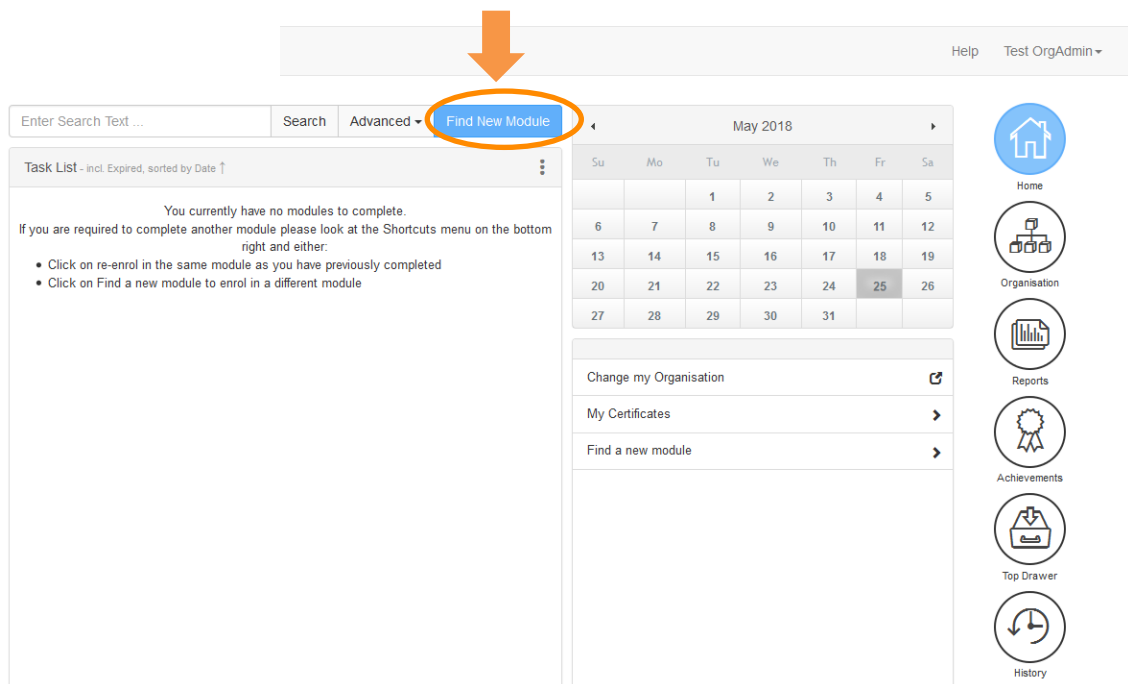 Help Test OrgAdmin
Enter Search Text ... Search Advanced Find New Module
Task List - incl. Expired, sorted by Date ↑
You currently have no modules to complete.
If you are required to complete another module please look at the Shortcuts menu on the bottom
right and either:
• Click on re-enrol in the same module as you have previously completed
• Click on Find a new module to enrol in a different module
May 2018
Su Mo Tu We Th Fr Sa
1 2 3 4 5
6 7 8 9 10 11 12
13 14 15 16 17 18 19
20 21 22 23 24 25 26
27 28 29 30 31
Change my Organisation
My Certificates
Find a new module
Home
Organisation
Reports
Achievements
Top Drawer
History